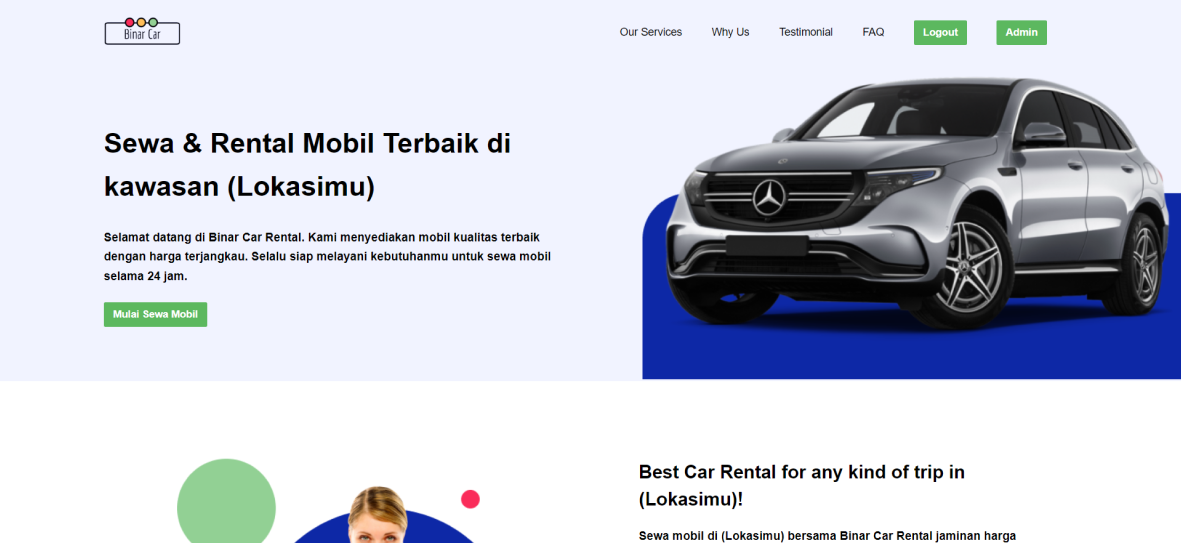 Binar Car
Our Services
Why Us
Testimonial
FAQ
Logout
Admin
Sewa & Rental Mobil Terbaik di
kawasan (Lokasimu)
Selamat datang di Binar Car Rental. Kami menyediakan mobil kualitas terbaik
dengan harga terjangkau. Selalu siap melayani kebutuhanmu untuk sewa mobil
selama 24 jam.
Mulai Sewa Mobil
Best Car Rental for any kind of trip in
(Lokasimu)!
Sewa mobil di (Lokasimu) bersama Binar Car Rental jaminan harga